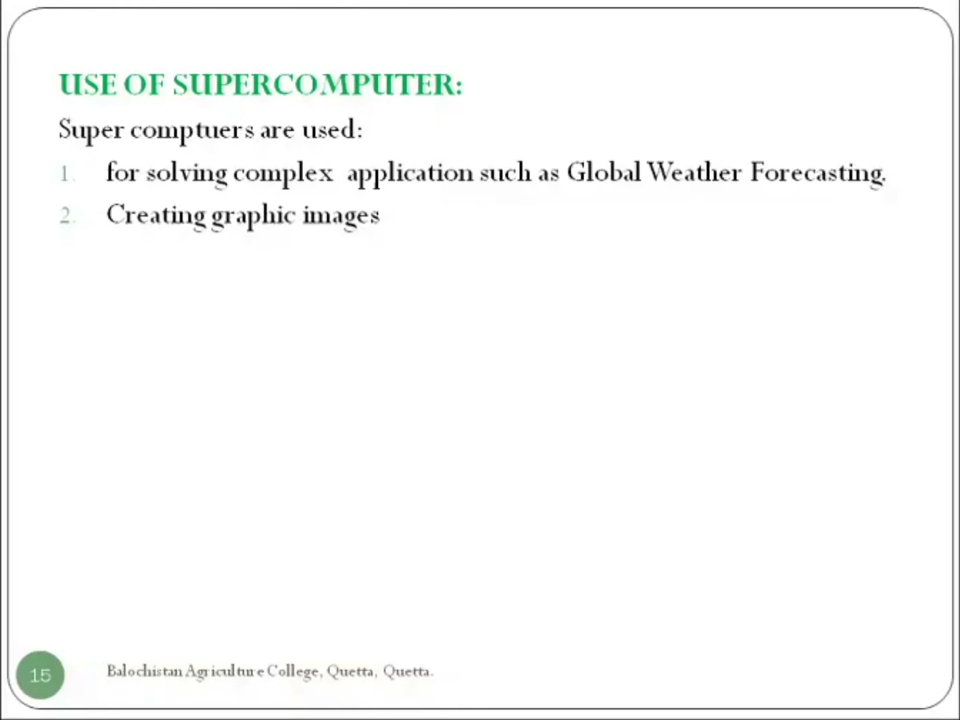 USE OF SUPERCOMPUTER:
Super comptuers are used:
1. for solving complex application such as Global Weather Forecasting.
2. Creating graphic images
15 Balochistan Agriculture College, Quetta, Quetta.